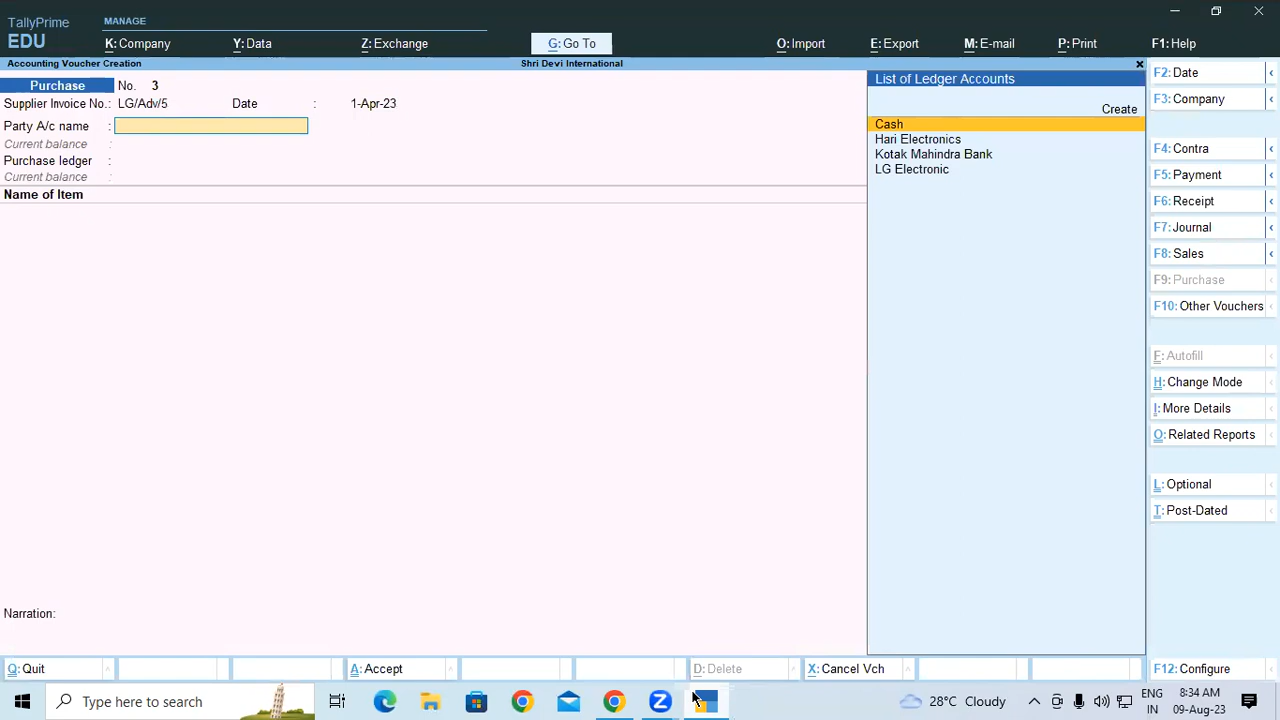 TallyPrime
EDU
MANAGE
K: Company Y: Data Z: Exchange G: Go To O: Import E: Export M: E-mail P: Print F1: Help
Accounting Voucher Creation Shri Devi International
Purchase No. 3
Supplier Invoice No.: LG/Adv/5 Date : 1-Apr-23
Party A/c name :
Current balance :
Purchase ledger :
Current balance :
Name of Item
Narration:
List of Ledger Accounts
Create
Cash
Hari Electronics
Kotak Mahindra Bank
LG Electronic
F2: Date
F3: Company
F4: Contra
F5: Payment
F6: Receipt
F7: Journal
F8: Sales
F9: Purchase
F10: Other Vouchers
F: Autofill
H: Change Mode
I: More Details
O: Related Reports
L: Optional
T: Post-Dated
Q: Quit A: Accept D: Delete X: Cancel Vch F12: Configure
Type here to search
28°C Cloudy
ENG
IN
8:34 AM
09-Aug-23